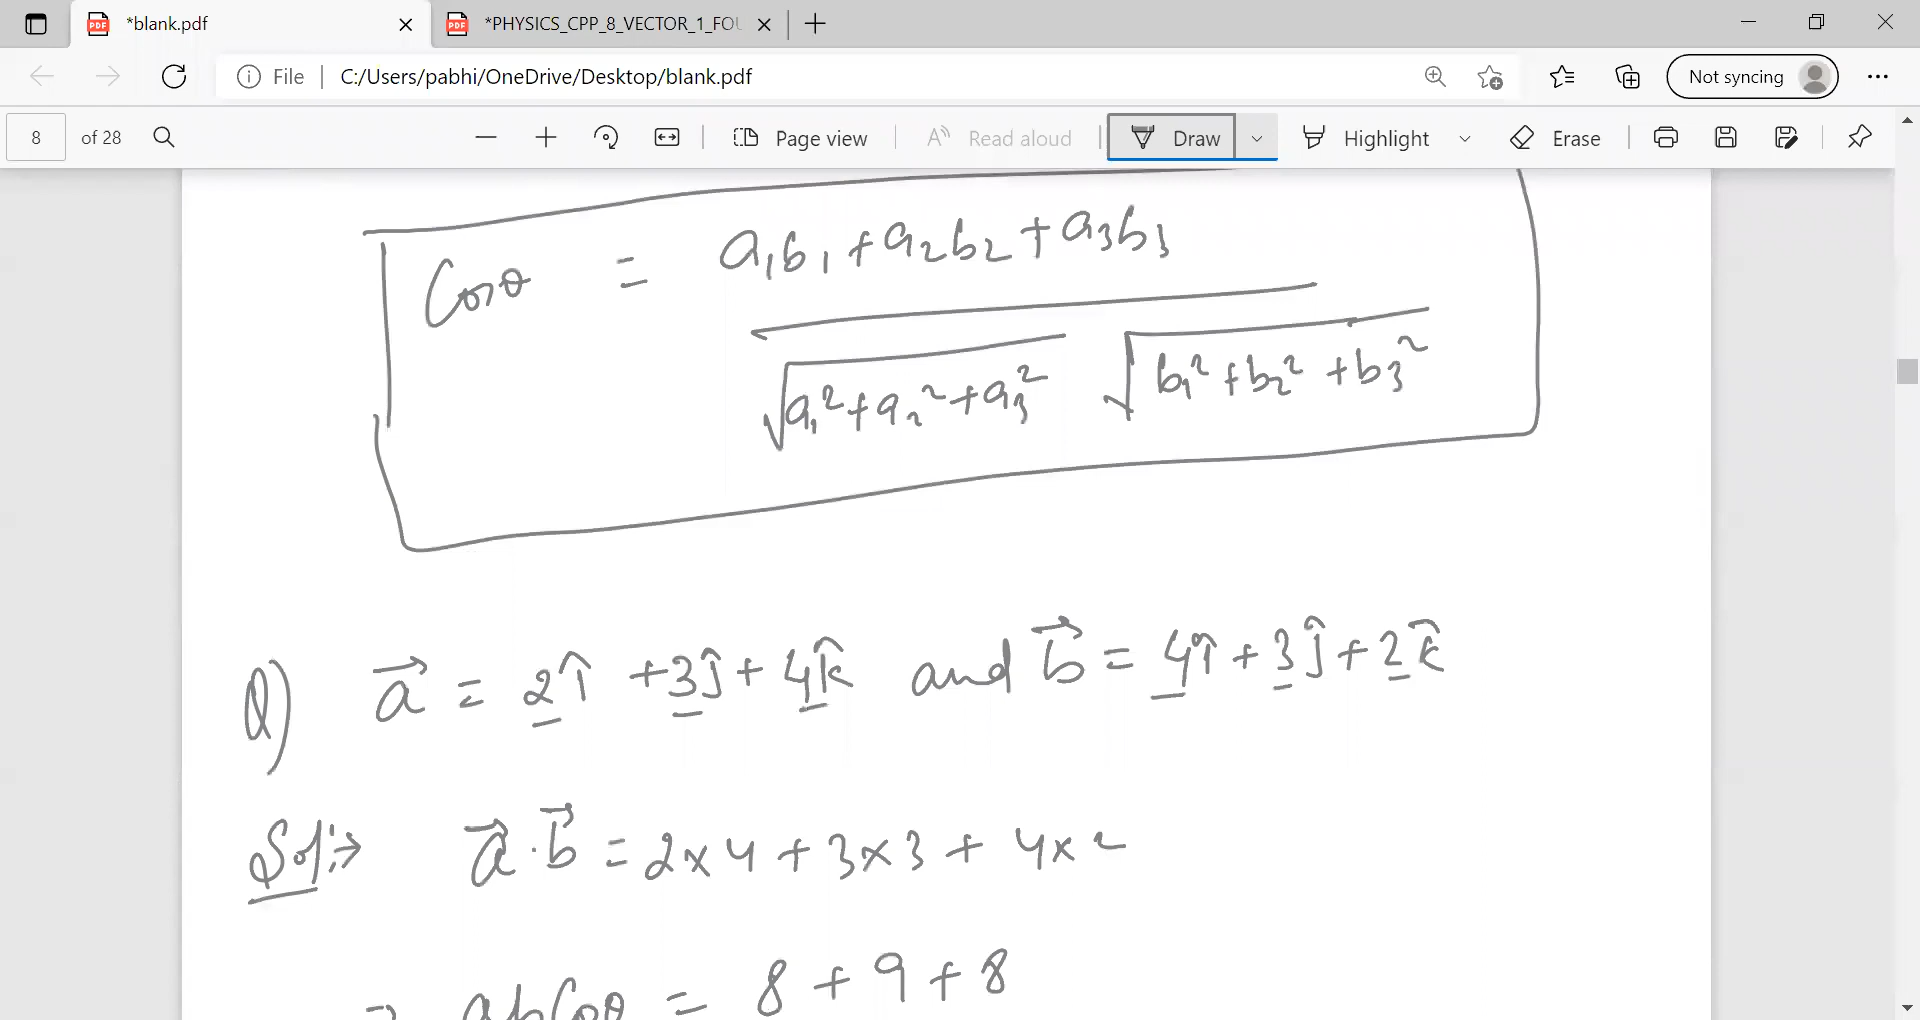 *blank.pdf
*PHYSICS_CPP_8_VECTOR_1_FOU
File
C:/Users/pabhi/OneDrive/Desktop/blank.pdf
Not syncing
8 of 28
Page view
Read aloud
Draw
Highlight
Erase
Cosθ = a₁b₁ + a₂b₂ + a₃b₃
√a₁² + a₂² + a₃² √b₁² + b₂² + b₃²
Q) a⃗ = 2î + 3ĵ + 4k̂ and b⃗ = 4î + 3ĵ + 2k̂
Sol:→ a⃗·b⃗ = 2×4 + 3×3 + 4×2
⇒ abCosθ = 8 + 9 + 8